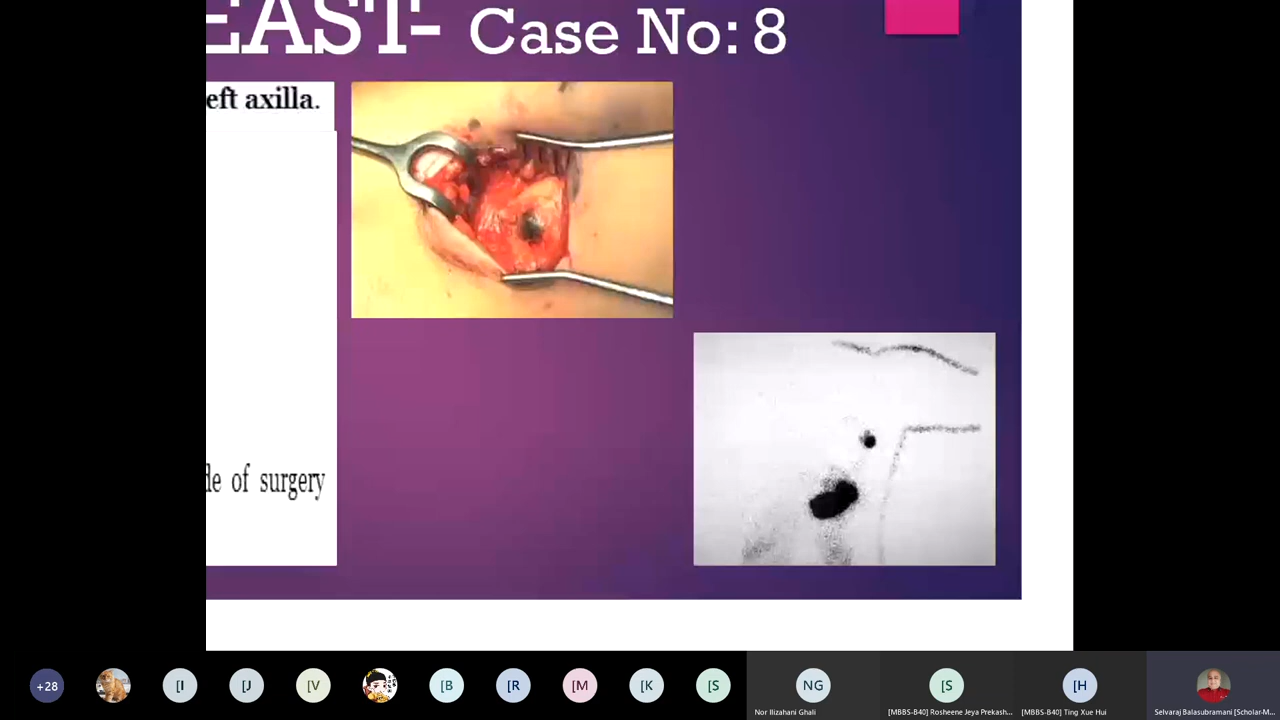 EAST- Case No: 8
eft axilla.
de of surgery
+28
[I
[J
[V
[B
[R
[M
[K
[S
NG
[S
[H
Nor Ilizahani Ghali
[MBBS-B40] Rosheene Jeya Prekash...
[MBBS-B40] Ting Xue Hui
Selvaraj Balasubramani [Scholar-M...